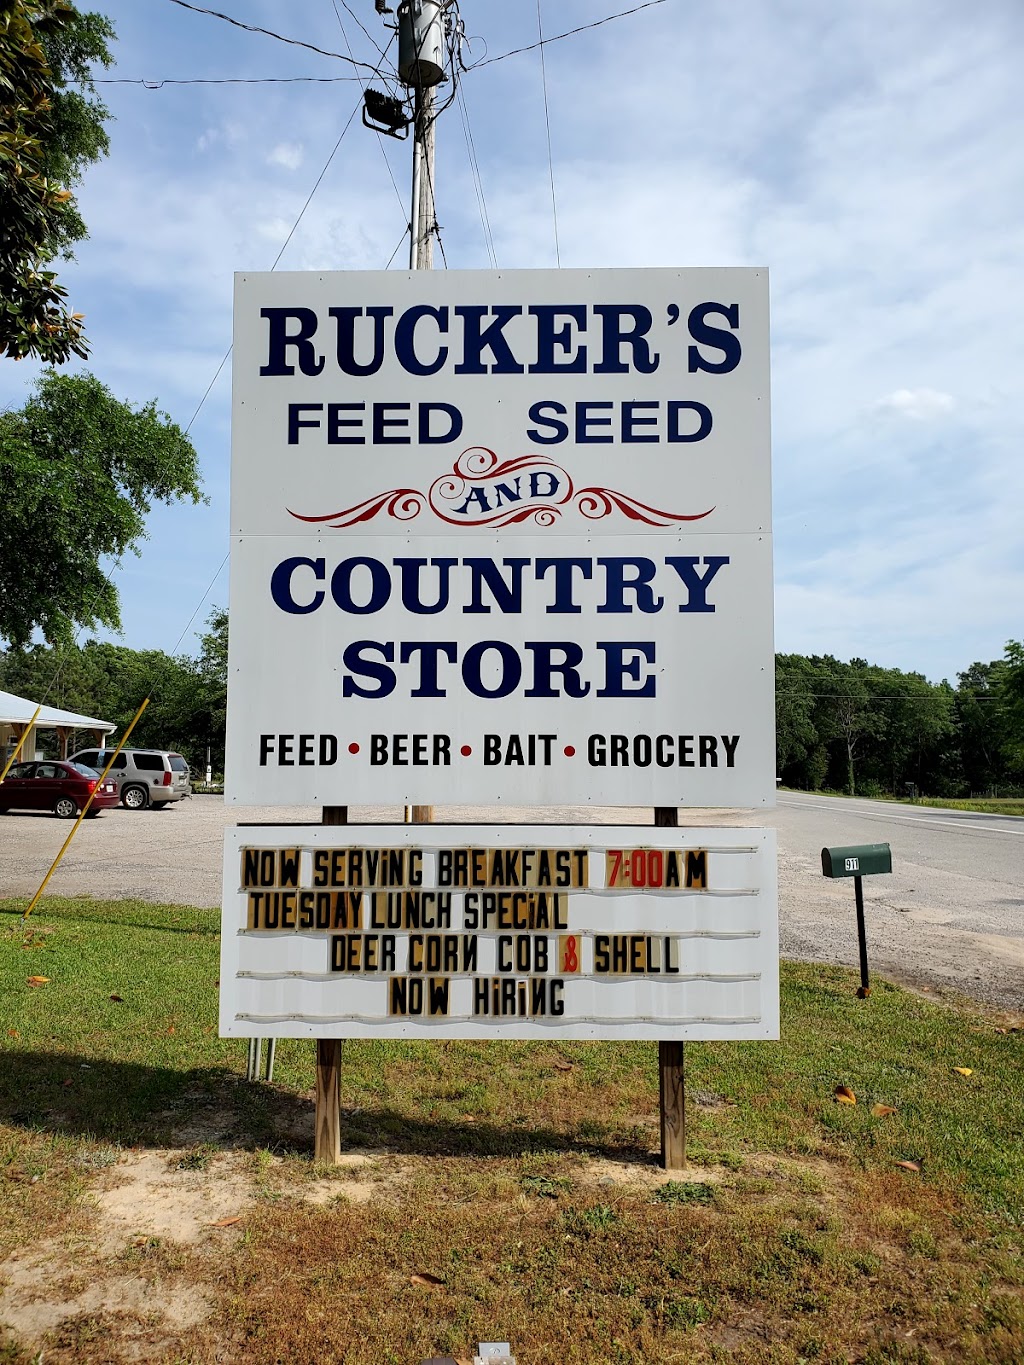 RUCKER'S
FEED SEED
AND
COUNTRY
STORE
FEED • BEER • BAIT • GROCERY
NOW SERViNG BREAKFAST 7:00AM
TUESDAY LUNCH SPECiAL
DEER CORN COB & SHELL
NOW HiRiNG
911